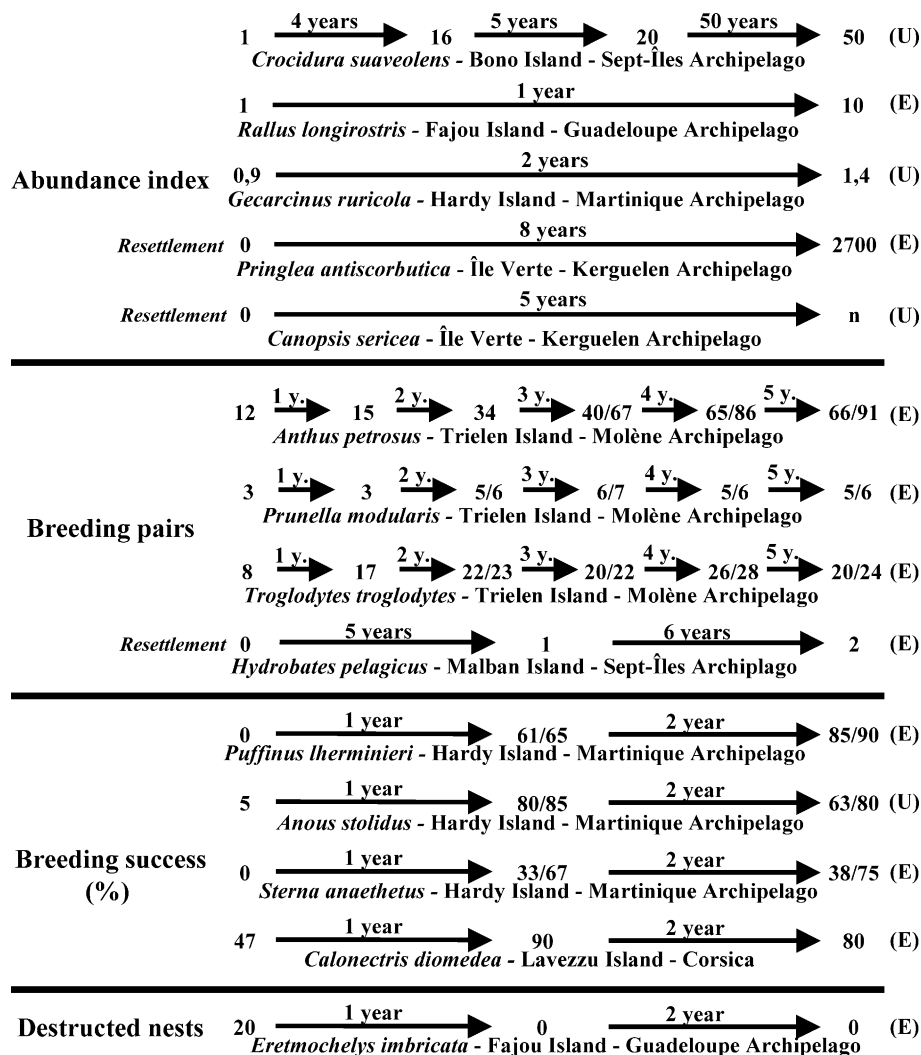 4 years 5 years 50 years
1 16 20 50 (U)
Crocidura suaveolens - Bono Island - Sept-Îles Archipelago
1 year
1 10 (E)
Rallus longirostris - Fajou Island - Guadeloupe Archipelago
Abundance index
2 years
0,9 1,4 (U)
Gecarcinus ruricola - Hardy Island - Martinique Archipelago
8 years
Resettlement 0 2700 (E)
Pringlea antiscorbutica - Île Verte - Kerguelen Archipelago
5 years
Resettlement 0 n (U)
Canopsis sericea - Île Verte - Kerguelen Archipelago
1 y. 2 y. 3 y. 4 y. 5 y.
12 15 34 40/67 65/86 66/91 (E)
Anthus petrosus - Trielen Island - Molène Archipelago
1 y. 2 y. 3 y. 4 y. 5 y.
3 3 5/6 6/7 5/6 5/6 (E)
Prunella modularis - Trielen Island - Molène Archipelago
Breeding pairs
1 y. 2 y. 3 y. 4 y. 5 y.
8 17 22/23 20/22 26/28 20/24 (E)
Troglodytes troglodytes - Trielen Island - Molène Archipelago
5 years 6 years
Resettlement 0 1 2 (E)
Hydrobates pelagicus - Malban Island - Sept-Îles Archiplago
1 year 2 year
0 61/65 85/90 (E)
Puffinus lherminieri - Hardy Island - Martinique Archipelago
1 year 2 year
5 80/85 63/80 (U)
Anous stolidus - Hardy Island - Martinique Archipelago
Breeding success
(%)
1 year 2 year
0 33/67 38/75 (E)
Sterna anaethetus - Hardy Island - Martinique Archipelago
1 year 2 year
47 90 80 (E)
Calonectris diomedea - Lavezzu Island - Corsica
1 year 2 year
Destructed nests 20 0 0 (E)
Eretmochelys imbricata - Fajou Island - Guadeloupe Archipelago